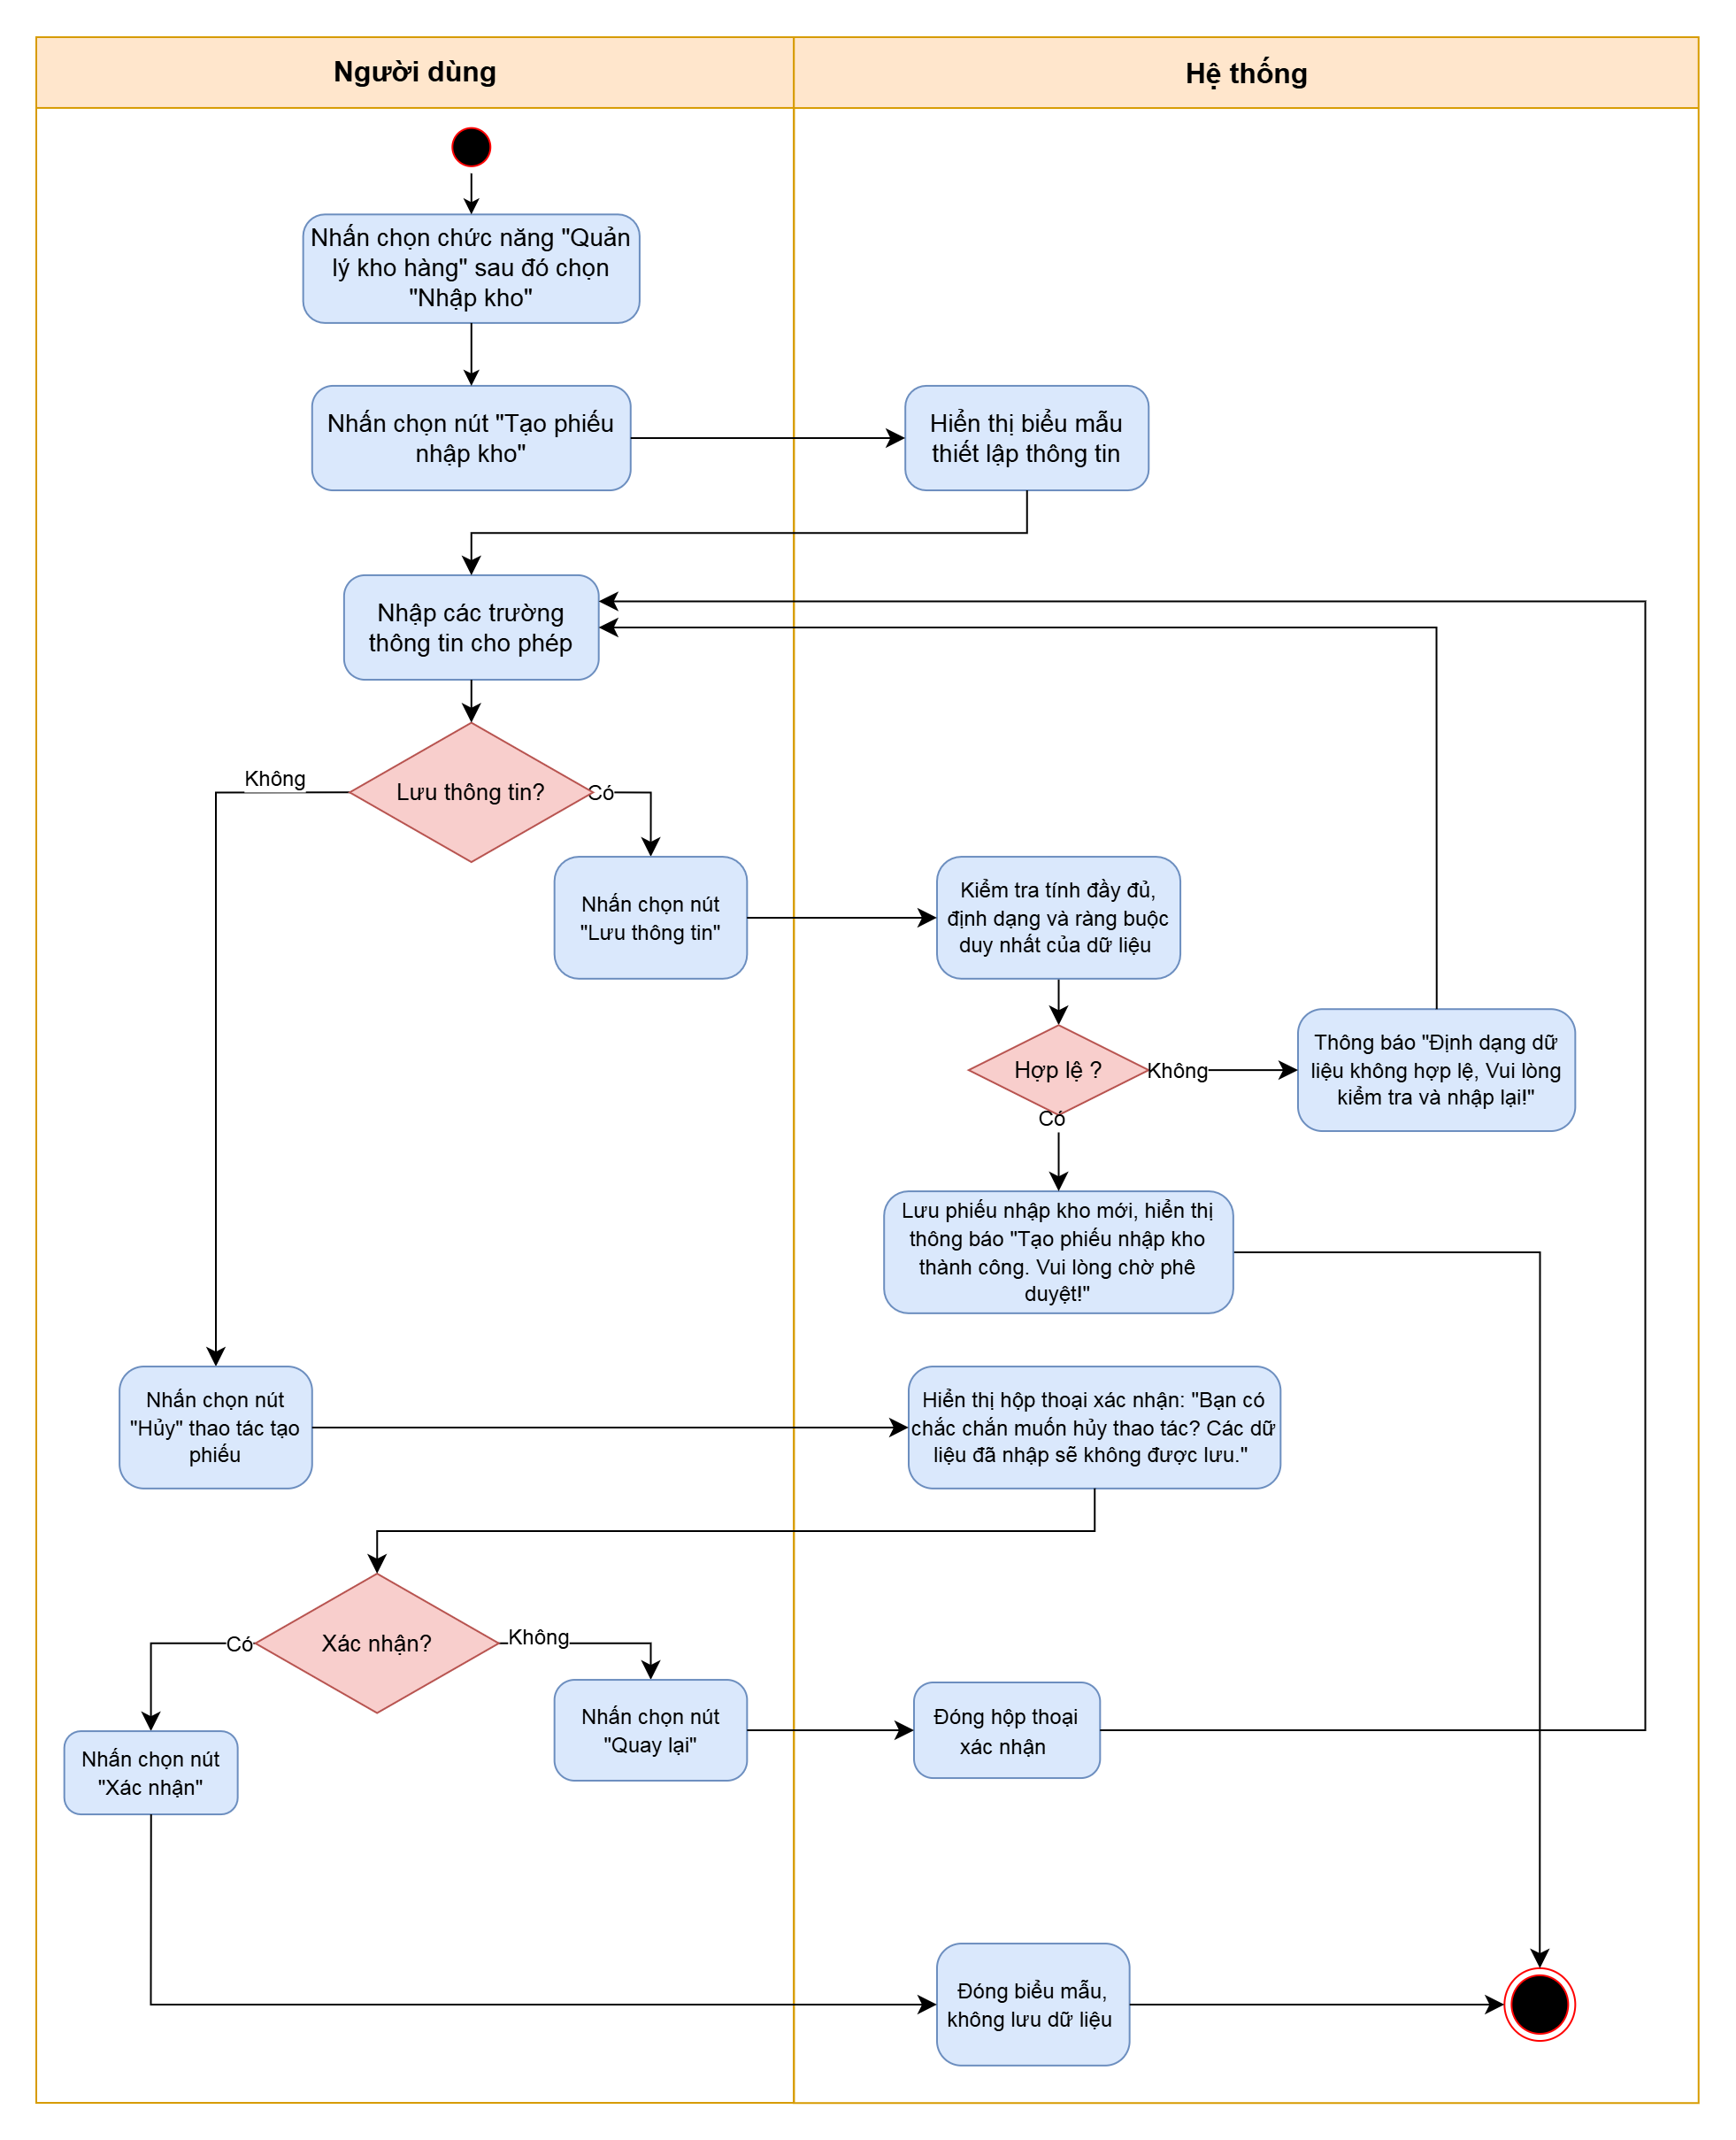 Người dùng
Hệ thống
Nhấn chọn chức năng "Quản
lý kho hàng" sau đó chọn
"Nhập kho"
Nhấn chọn nút "Tạo phiếu
nhập kho"
Hiển thị biểu mẫu
thiết lập thông tin
Nhập các trường
thông tin cho phép
Lưu thông tin?
Không
Có
Nhấn chọn nút
"Lưu thông tin"
Kiểm tra tính đầy đủ,
định dạng và ràng buộc
duy nhất của dữ liệu
Hợp lệ ?
Không
Có
Thông báo "Định dạng dữ
liệu không hợp lệ, Vui lòng
kiểm tra và nhập lại!"
Lưu phiếu nhập kho mới, hiển thị
thông báo "Tạo phiếu nhập kho
thành công. Vui lòng chờ phê
duyệt!"
Nhấn chọn nút
"Hủy" thao tác tạo
phiếu
Hiển thị hộp thoại xác nhận: "Bạn có
chắc chắn muốn hủy thao tác? Các dữ
liệu đã nhập sẽ không được lưu."
Xác nhận?
Có
Không
Nhấn chọn nút
"Quay lại"
Đóng hộp thoại
xác nhận
Nhấn chọn nút
"Xác nhận"
Đóng biểu mẫu,
không lưu dữ liệu